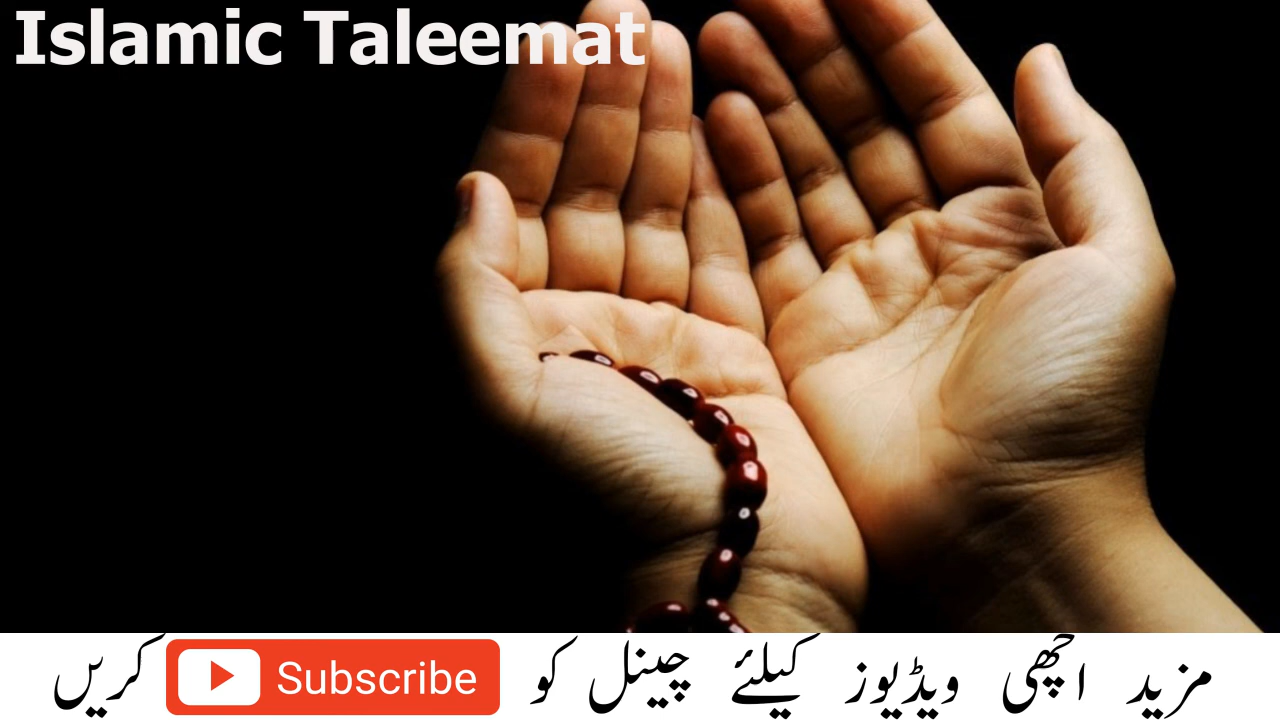 Islamic Taleemat
مزید اچھی ویڈیوز کیلئے چینل کو Subscribe کریں